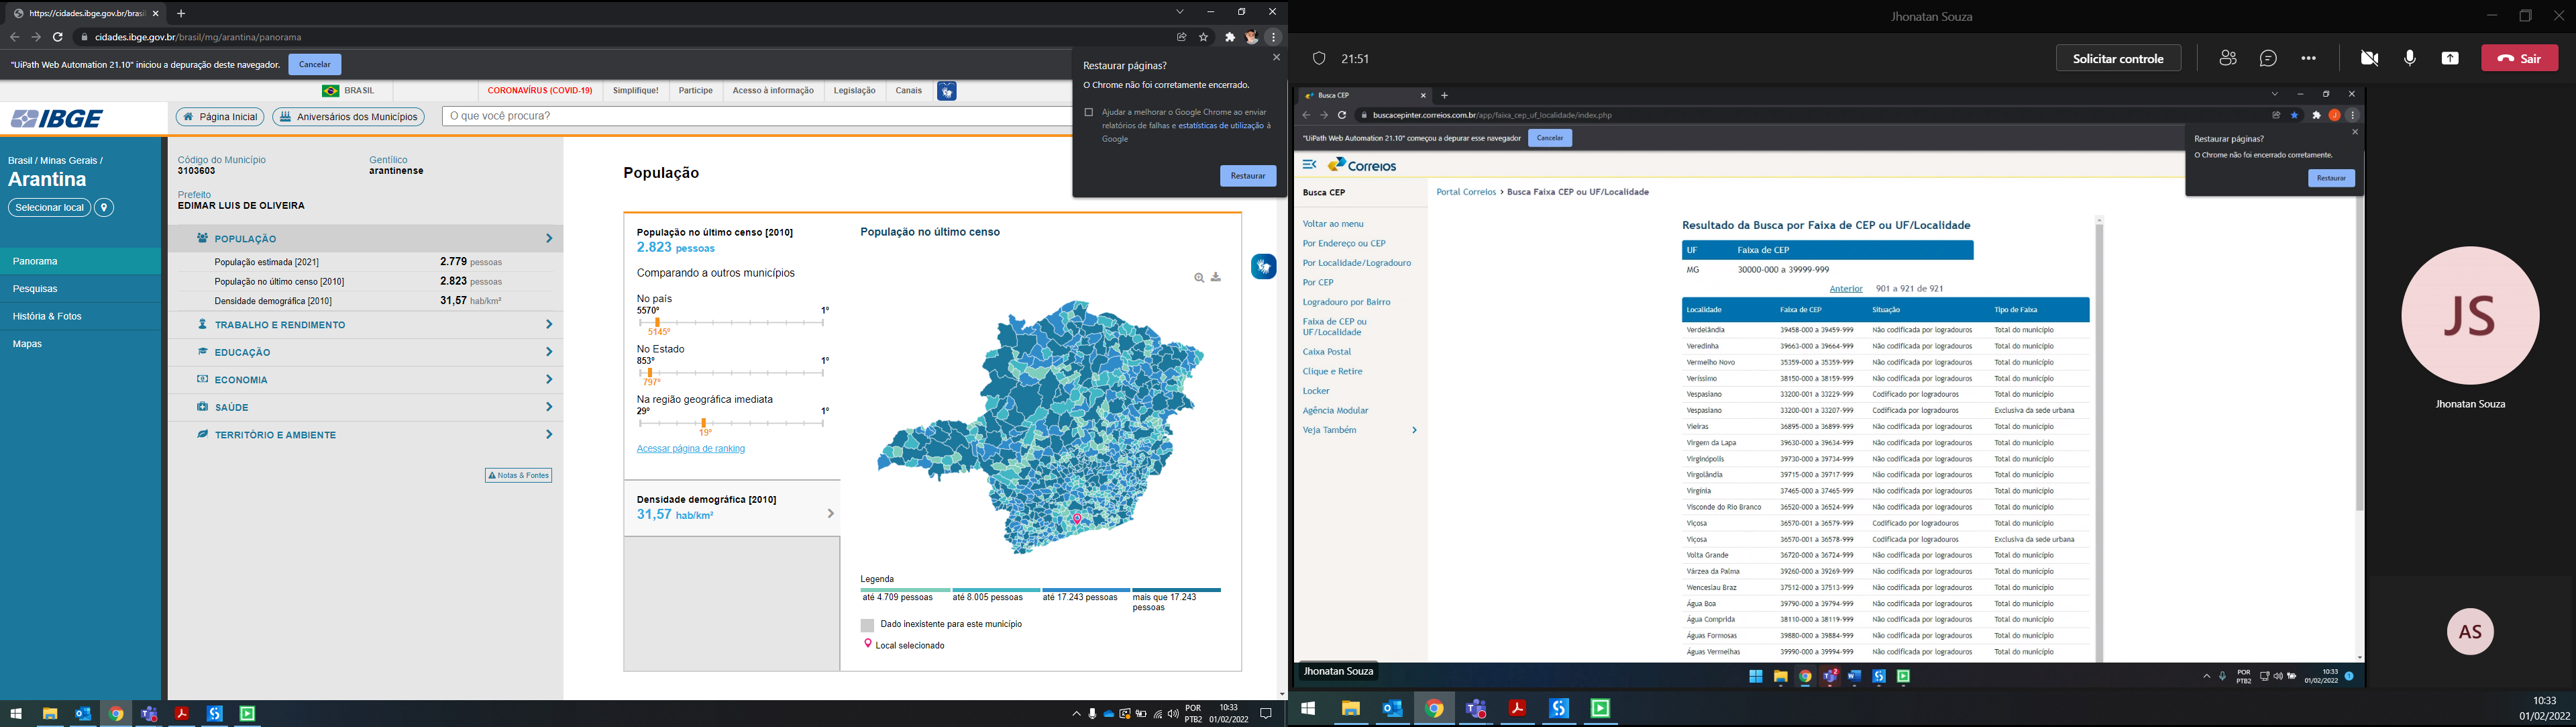 https://cidades.ibge.gov.br/brasil
cidades.ibge.gov.br/brasil/mg/arantina/panorama
"UiPath Web Automation 21.10" iniciou a depuração deste navegador.
Cancelar
Restaurar páginas?
O Chrome não foi corretamente encerrado.
Ajudar a melhorar o Google Chrome ao enviar
relatórios de falhas e estatísticas de utilização à
Google
Restaurar
BRASIL
CORONAVÍRUS (COVID-19)
Simplifique!
Participe
Acesso à informação
Legislação
Canais
IBGE
Página Inicial
Aniversários dos Municípios
O que você procura?
Brasil / Minas Gerais /
Arantina
Selecionar local
Panorama
Pesquisas
História & Fotos
Mapas
Código do Município
3103603
Gentílico
arantinense
Prefeito
EDIMAR LUIS DE OLIVEIRA
POPULAÇÃO
População estimada [2021] 2.779 pessoas
População no último censo [2010] 2.823 pessoas
Densidade demográfica [2010] 31,57 hab/km²
TRABALHO E RENDIMENTO
EDUCAÇÃO
ECONOMIA
SAÚDE
TERRITÓRIO E AMBIENTE
Notas & Fontes
População
População no último censo [2010]
2.823 pessoas
Comparando a outros municípios
No país
5570º 1º
5145º
No Estado
853º 1º
797º
Na região geográfica imediata
29º 1º
19º
Acessar página de ranking
Densidade demográfica [2010]
31,57 hab/km²
População no último censo
Legenda
até 4.709 pessoas
até 8.005 pessoas
até 17.243 pessoas
mais que 17.243
pessoas
Dado inexistente para este município
Local selecionado
POR
PTB2
10:33
01/02/2022
Jhonatan Souza
21:51
Solicitar controle
Sair
Busca CEP
buscacepinter.correios.com.br/app/faixa_cep_uf_localidade/index.php
"UiPath Web Automation 21.10" começou a depurar esse navegador
Cancelar
Restaurar páginas?
O Chrome não foi encerrado corretamente.
Restaurar
Correios
Busca CEP
Portal Correios > Busca Faixa CEP ou UF/Localidade
Voltar ao menu
Por Endereço ou CEP
Por Localidade/Logradouro
Por CEP
Logradouro por Bairro
Faixa de CEP ou
UF/Localidade
Caixa Postal
Clique e Retire
Locker
Agência Modular
Veja Também
Resultado da Busca por Faixa de CEP ou UF/Localidade
UF Faixa de CEP
MG 30000-000 a 39999-999
Anterior 901 a 921 de 921
Localidade Faixa de CEP Situação Tipo de Faixa
Verdelândia 39458-000 a 39459-999 Não codificada por logradouros Total do município
Veredinha 39663-000 a 39664-999 Não codificada por logradouros Total do município
Vermelho Novo 35359-000 a 35359-999 Não codificada por logradouros Total do município
Veríssimo 38150-000 a 38159-999 Não codificada por logradouros Total do município
Vespasiano 33200-001 a 33229-999 Codificado por logradouros Total do município
Vespasiano 33200-001 a 33207-999 Codificado por logradouros Exclusiva da sede urbana
Vieiras 36895-000 a 36899-999 Não codificada por logradouros Total do município
Virgem da Lapa 39630-000 a 39634-999 Não codificada por logradouros Total do município
Virginópolis 39730-000 a 39734-999 Não codificada por logradouros Total do município
Virgolândia 39715-000 a 39717-999 Não codificada por logradouros Total do município
Virgínia 37465-000 a 37465-999 Não codificada por logradouros Total do município
Visconde do Rio Branco 36520-000 a 36524-999 Não codificada por logradouros Total do município
Viçosa 36570-001 a 36579-999 Codificado por logradouros Total do município
Viçosa 36570-001 a 36578-999 Codificado por logradouros Exclusiva da sede urbana
Volta Grande 36720-000 a 36724-999 Não codificada por logradouros Total do município
Várzea da Palma 39260-000 a 39269-999 Não codificada por logradouros Total do município
Wenceslau Braz 37512-000 a 37513-999 Não codificada por logradouros Total do município
Água Boa 39790-000 a 39794-999 Não codificada por logradouros Total do município
Água Comprida 38110-000 a 38119-999 Não codificada por logradouros Total do município
Águas Formosas 39880-000 a 39884-999 Não codificada por logradouros Total do município
Águas Vermelhas 39990-000 a 39994-999 Não codificada por logradouros Total do município
Jhonatan Souza
POR
PTB2
10:33
01/02/2022
JS
Jhonatan Souza
AS
10:33
01/02/2022